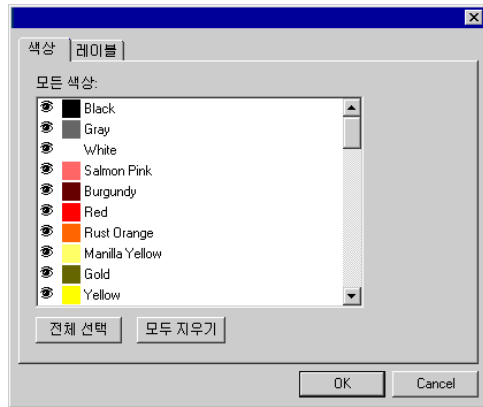 색상 레이블
모든 색상:
Black
Gray
White
Salmon Pink
Burgundy
Red
Rust Orange
Manilla Yellow
Gold
Yellow
전체 선택 모두 지우기
OK Cancel